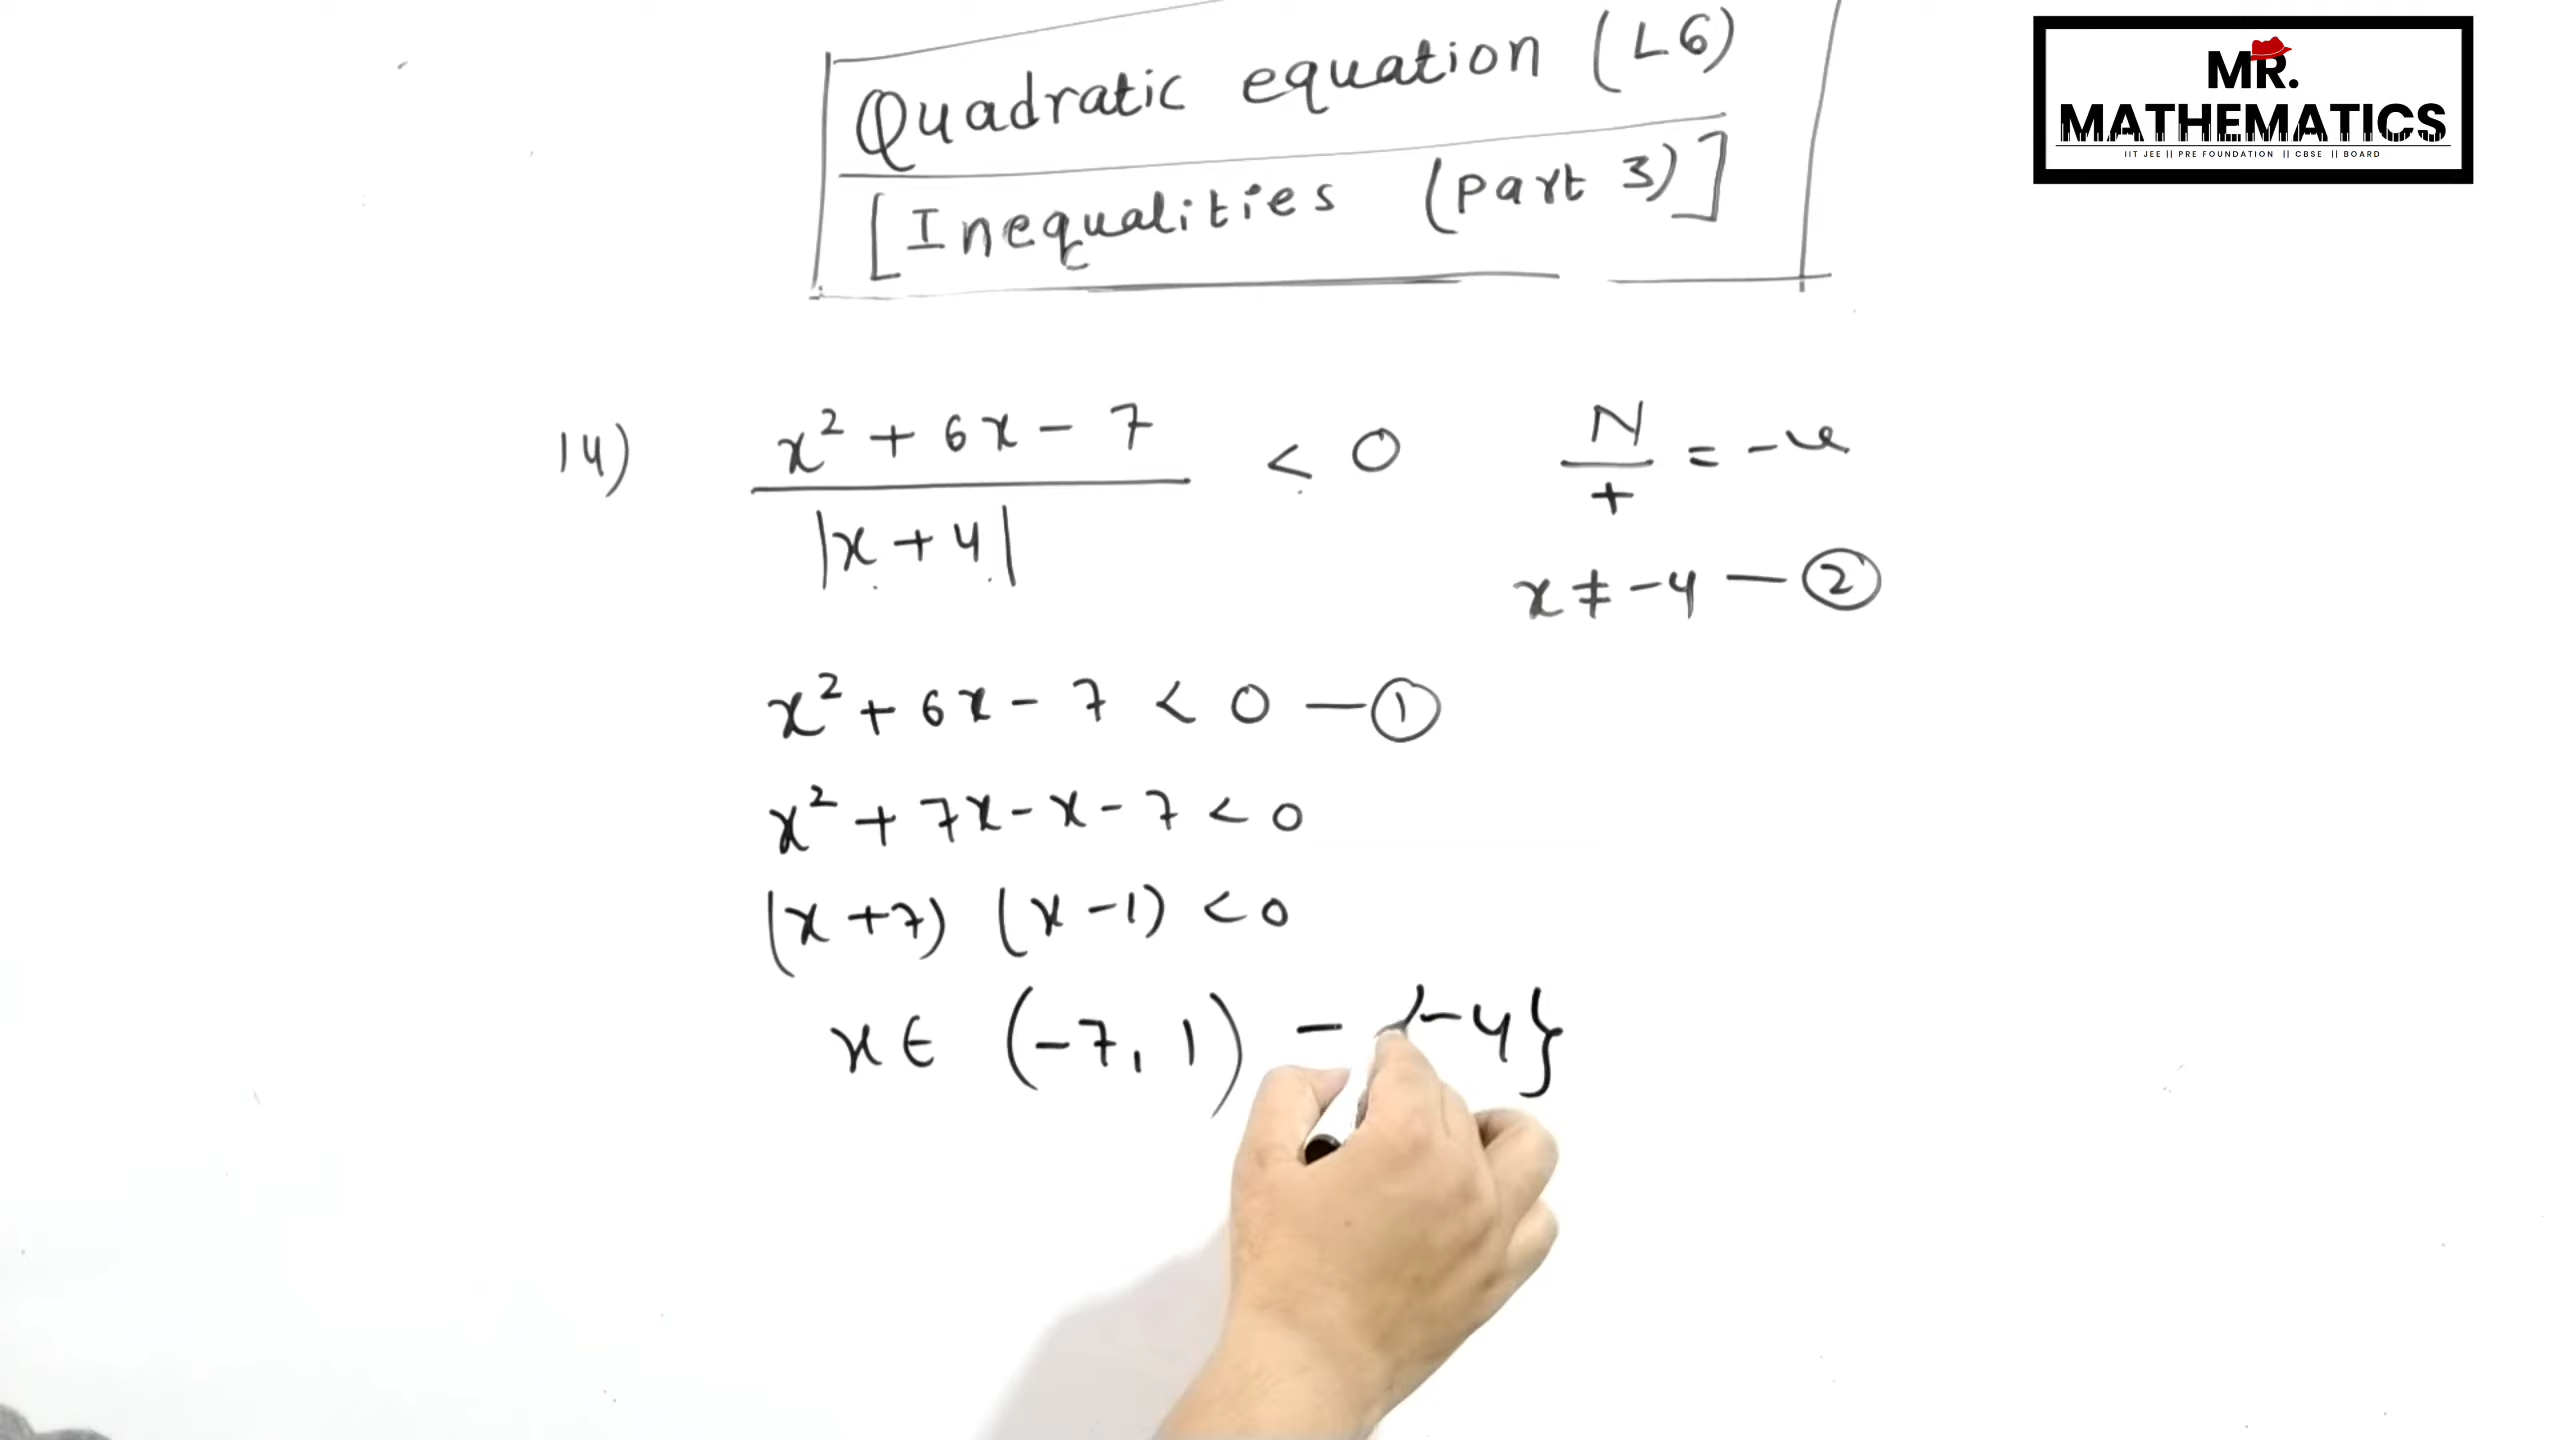 Quadratic equation (L6)
[Inequalities (Part 3)]
MR.
MATHEMATICS
IIT JEE || PRE FOUNDATION || CBSE || BOARD
14) x² + 6x - 7 / |x + 4| < 0
N / + = -ve
x ≠ -4 — ②
x² + 6x - 7 < 0 — ①
x² + 7x - x - 7 < 0
(x + 7) (x - 1) < 0
x ∈ (-7, 1) - {-4}